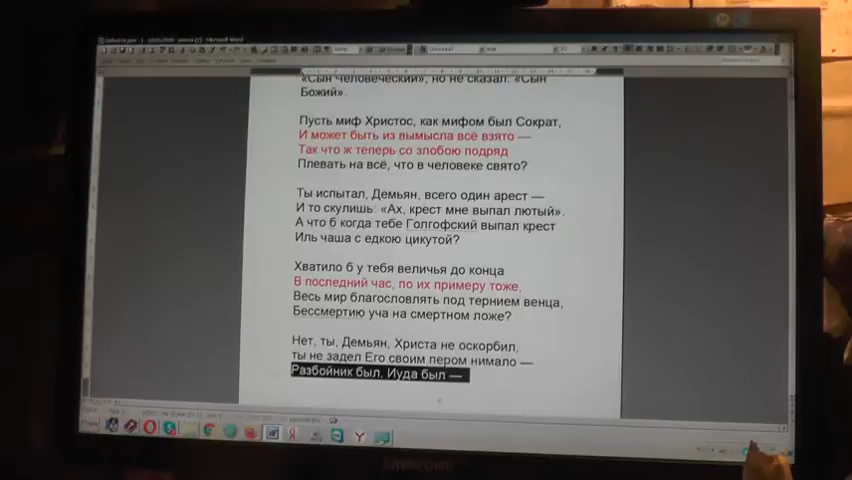 «Сын Человеческий», но не сказал: «Сын
Божий».
Пусть миф Христос, как мифом был Сократ,
И может быть из вымысла всё взято —
Так что ж теперь со злобою подряд
Плевать на всё, что в человеке свято?
Ты испытал, Демьян, всего один арест —
И то скулишь: «Ах, крест мне выпал лютый».
А что б когда тебе Голгофский выпал крест
Иль чаша с едкою цикутой?
Хватило б у тебя величья до конца
В последний час, по их примеру тоже,
Весь мир благословлять под тернием венца,
Бессмертию уча на смертном ложе?
Нет, ты, Демьян, Христа не оскорбил,
ты не задел Его своим пером нимало —
Разбойник был, Иуда был —
SAMSUNG